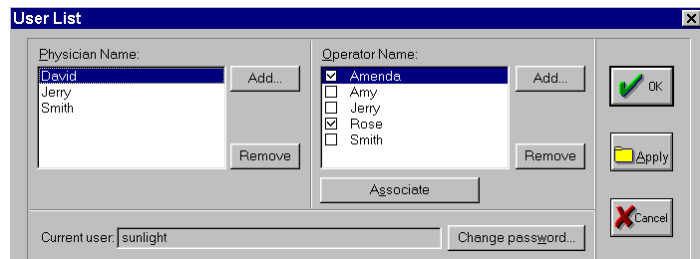 User List
Physician Name:
David
Jerry
Smith
Add...
Remove
Operator Name:
Amenda
Amy
Jerry
Rose
Smith
Add...
Remove
Associate
OK
Apply
Cancel
Current user: sunlight
Change password...